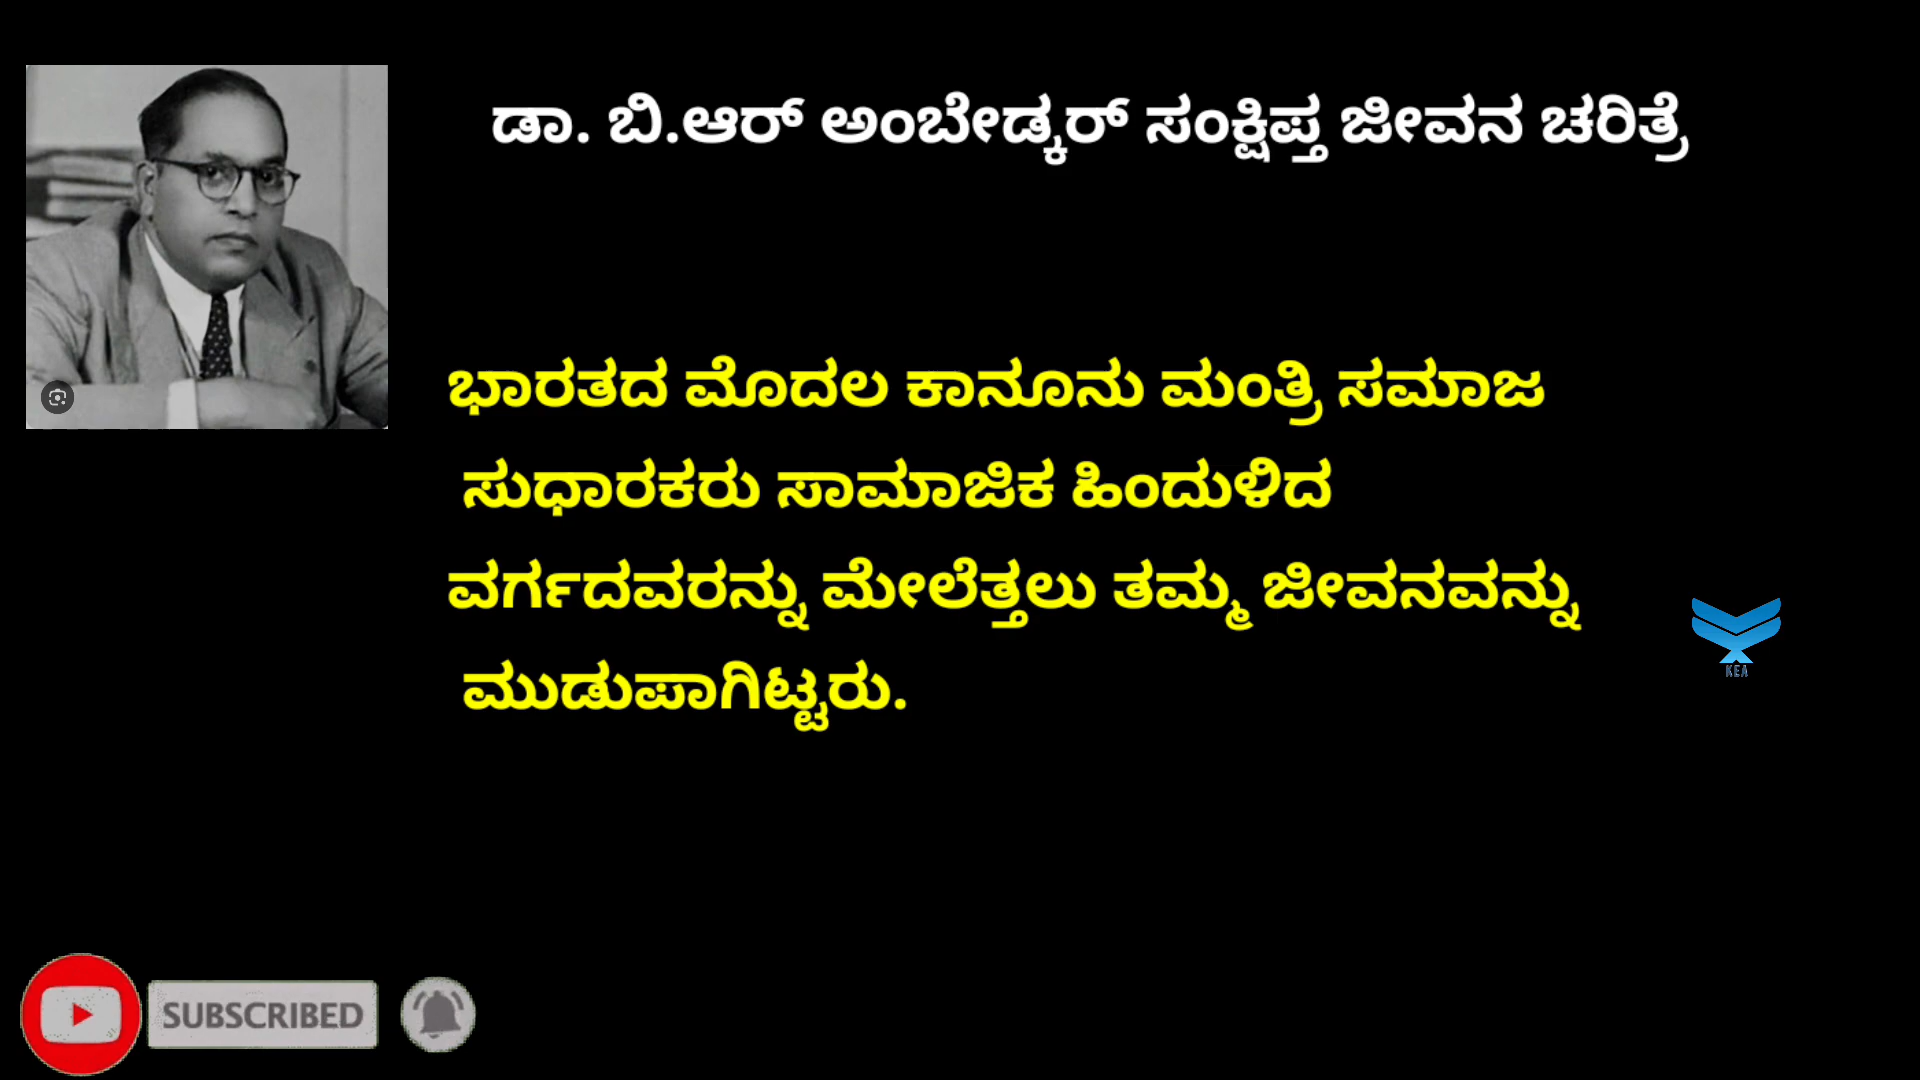 ಡಾ. ಬಿ.ಆರ್ ಅಂಬೇಡ್ಕರ್ ಸಂಕ್ಷಿಪ್ತ ಜೀವನ ಚರಿತ್ರೆ
ಭಾರತದ ಮೊದಲ ಕಾನೂನು ಮಂತ್ರಿ ಸಮಾಜ
ಸುಧಾರಕರು ಸಾಮಾಜಿಕ ಹಿಂದುಳಿದ
ವರ್ಗದವರನ್ನು ಮೇಲೆತ್ತಲು ತಮ್ಮ ಜೀವನವನ್ನು
ಮುಡುಪಾಗಿಟ್ಟರು.
KEA
SUBSCRIBED